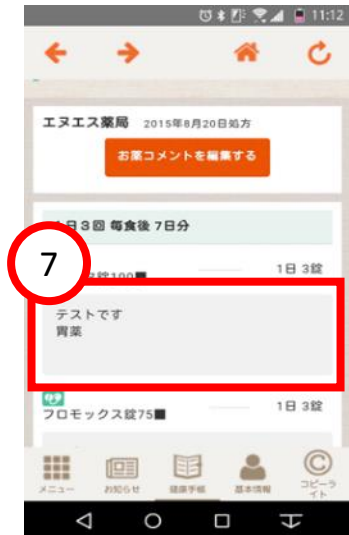 11:12
エヌエス薬局 2015年8月20日処方
お薬コメントを編集する
日3回 毎食後 7日分
7
錠100■ 1日 3錠
テストです
胃薬
フロモックス錠75■ 1日 3錠
メニュー お知らせ 健康手帳 基本情報 コピーライト